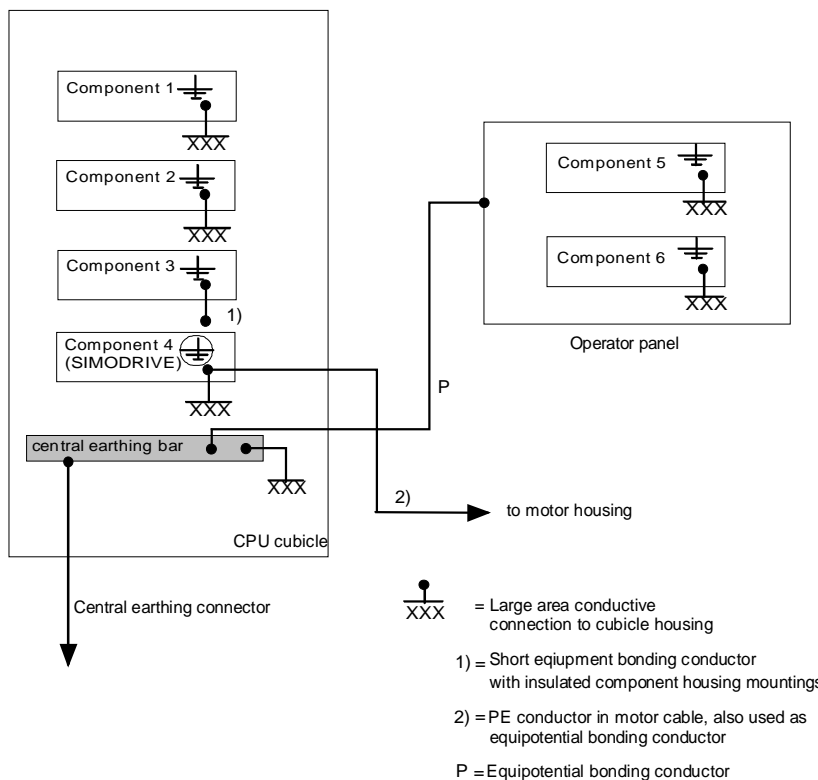 Component 1
XXX
Component 2
XXX
Component 3
1)
Component 4
(SIMODRIVE)
XXX
central earthing bar
XXX
CPU cubicle
Central earthing connector
Component 5
XXX
Component 6
XXX
Operator panel
P
2)
to motor housing
XXX
= Large area conductive
connection to cubicle housing
1) = Short eqiupment bonding conductor
with insulated component housing mountings
2) = PE conductor in motor cable, also used as
equipotential bonding conductor
P = Equipotential bonding conductor